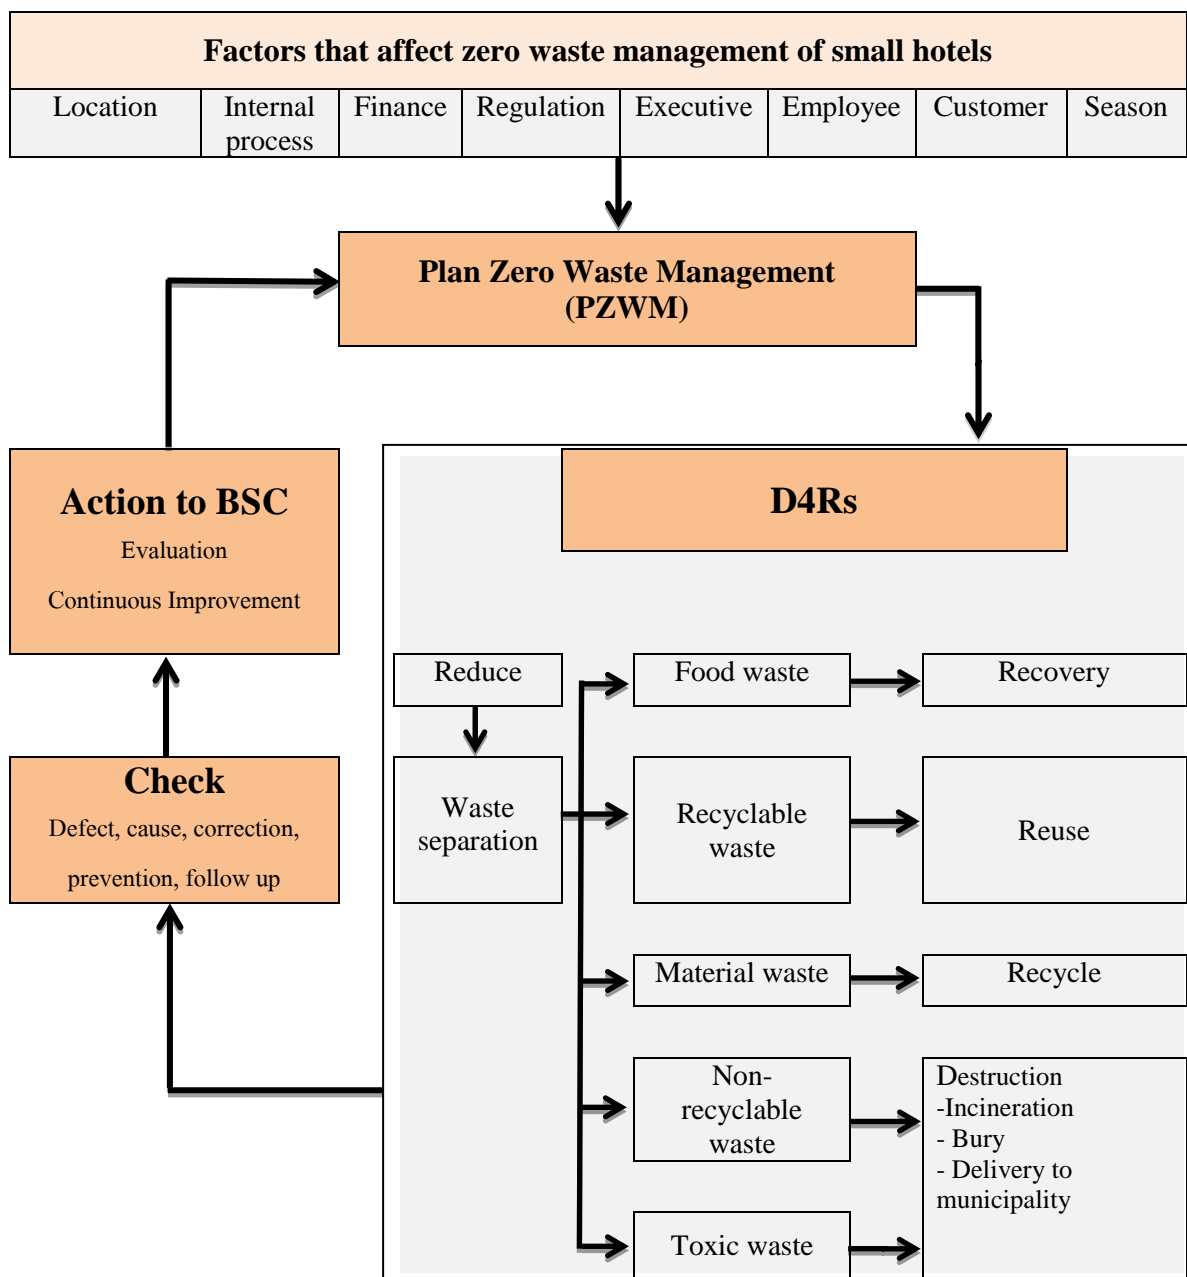 Factors that affect zero waste management of small hotels
Location Internal Finance Regulation Executive Employee Customer Season
process
Plan Zero Waste Management
(PZWM)
Action to BSC
Evaluation
Continuous Improvement
D4Rs
Reduce
Food waste
Recovery
Check
Defect, cause, correction,
prevention, follow up
Waste
separation
Recyclable
waste
Reuse
Material waste
Recycle
Non-
recyclable
waste
Destruction
-Incineration
- Bury
- Delivery to
municipality
Toxic waste